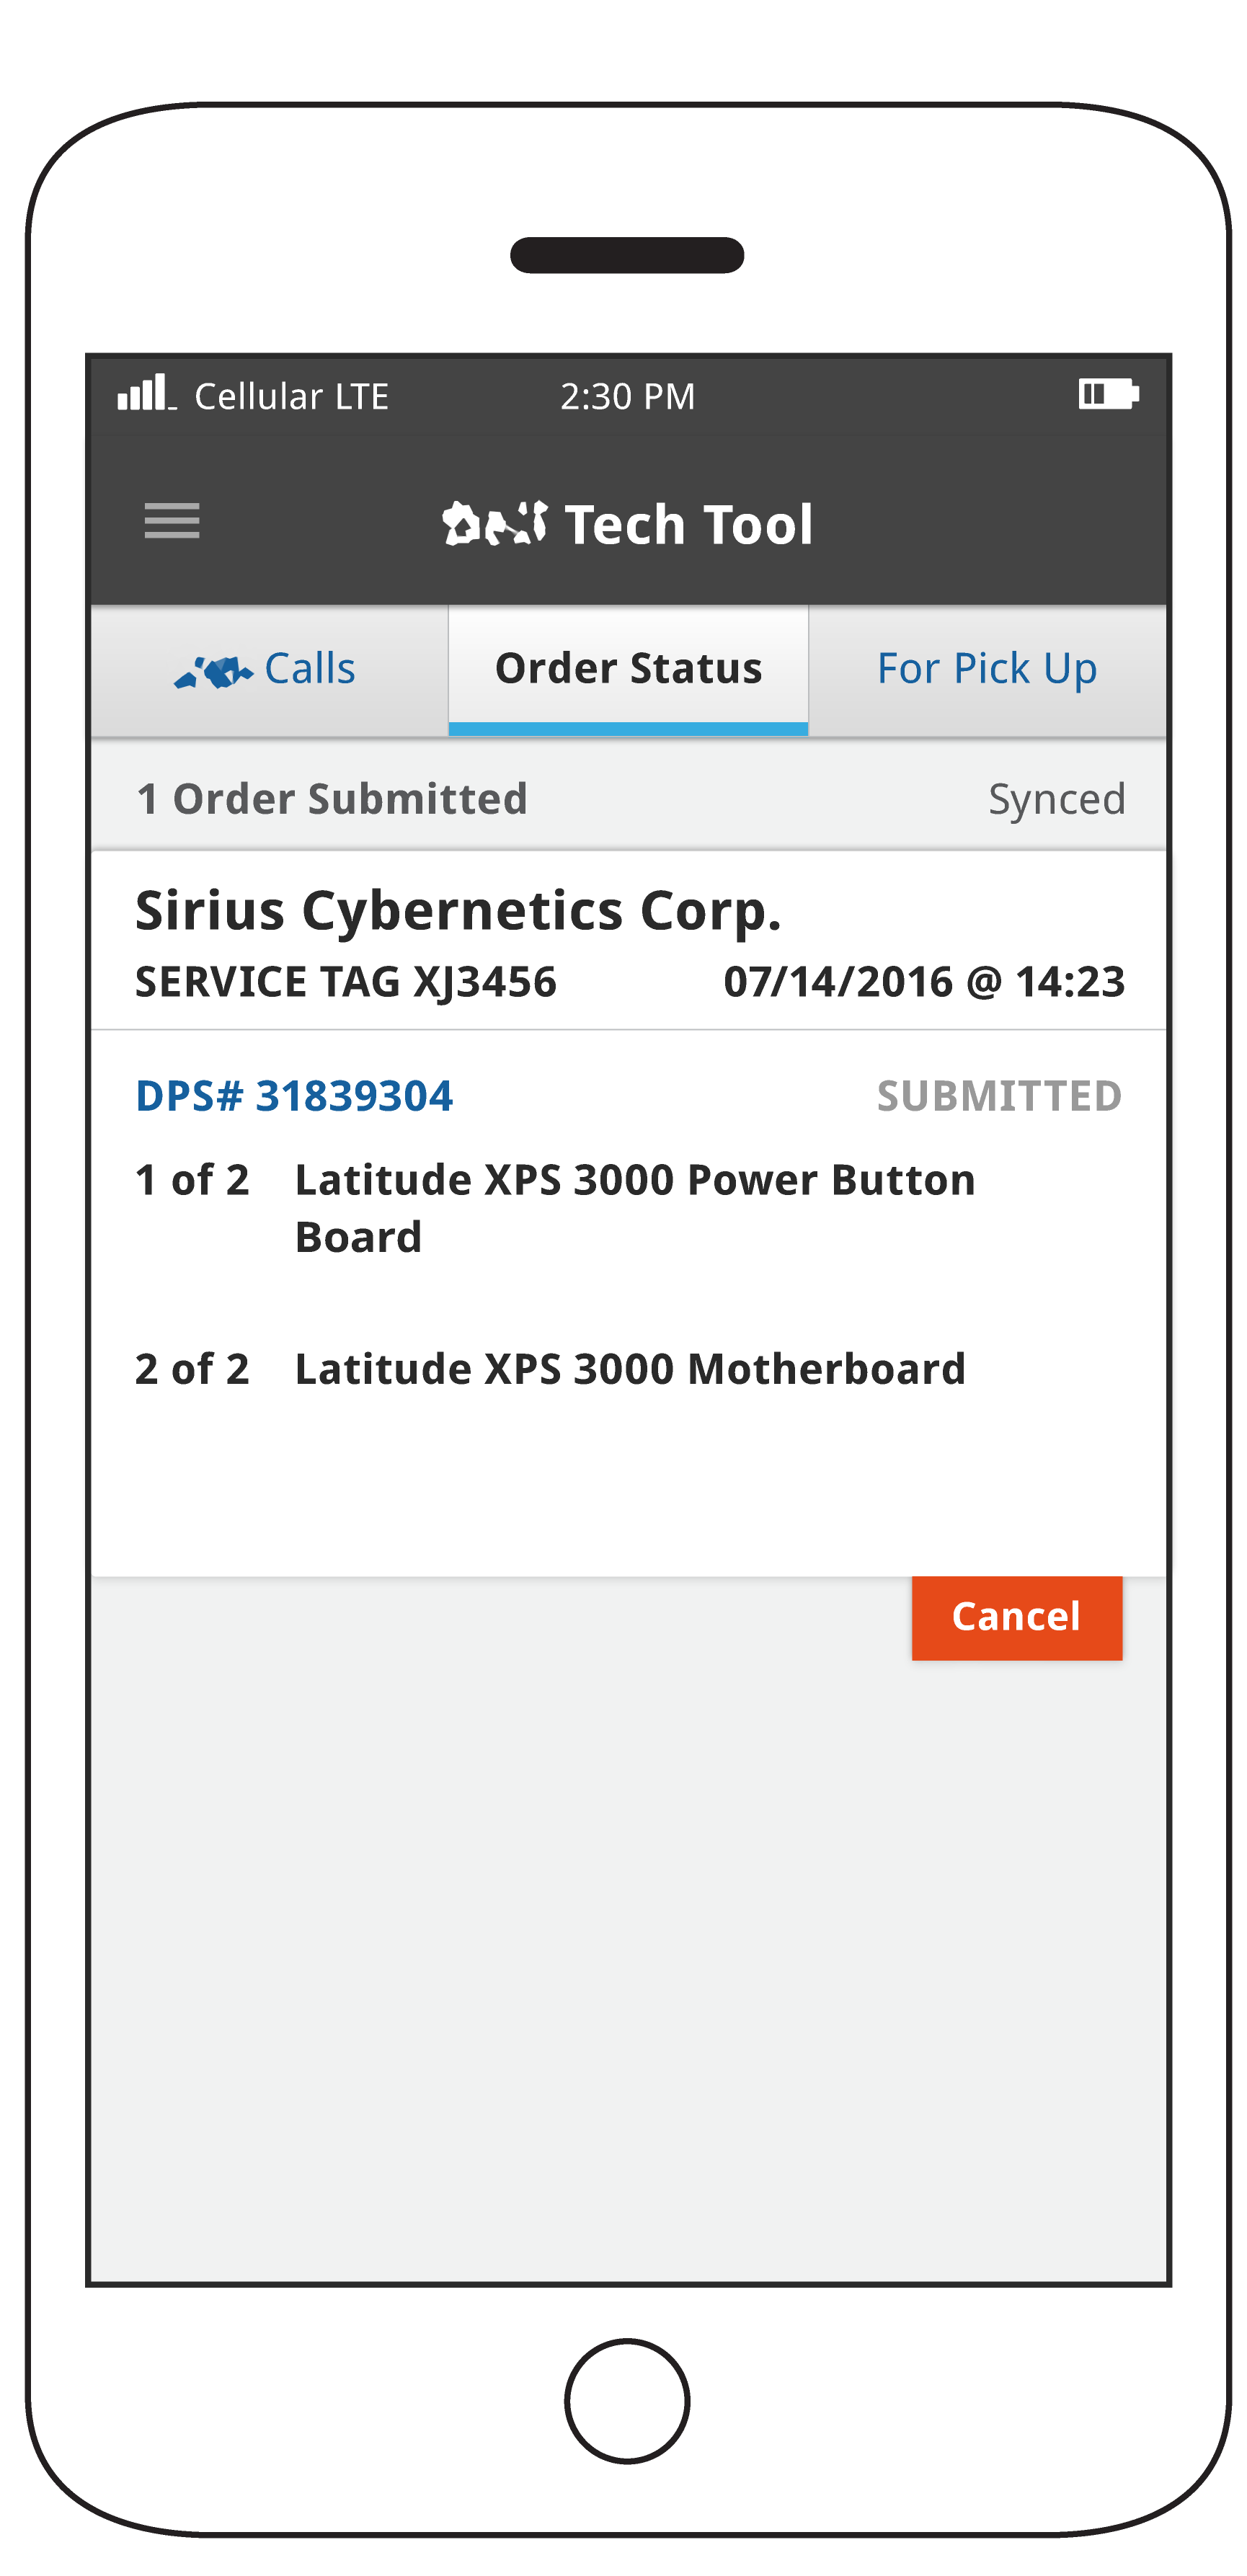 Cellular LTE 2:30 PM
Tech Tool
Calls Order Status For Pick Up
1 Order Submitted Synced
Sirius Cybernetics Corp.
SERVICE TAG XJ3456 07/14/2016 @ 14:23
DPS# 31839304 SUBMITTED
1 of 2 Latitude XPS 3000 Power Button
Board
2 of 2 Latitude XPS 3000 Motherboard
Cancel